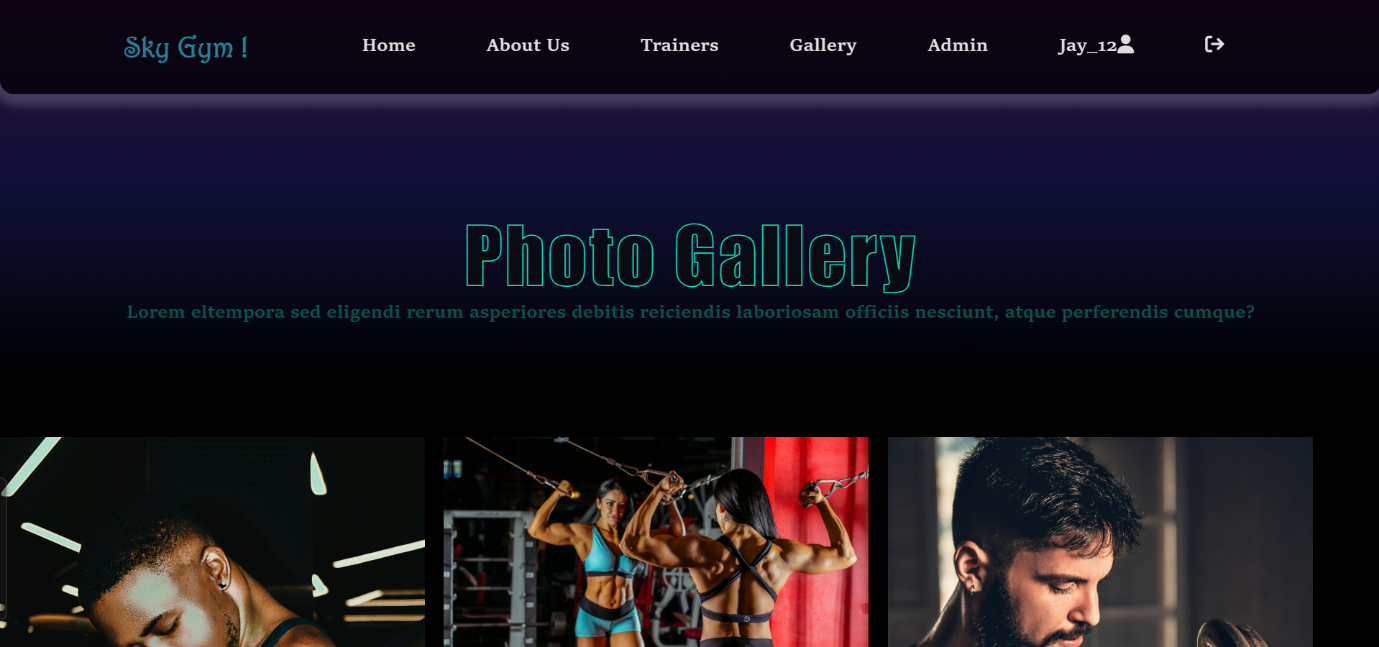 Sky Gym !
Home
About Us
Trainers
Gallery
Admin
Jay_12
Photo Gallery
Lorem eltempora sed eligendi rerum asperiores debitis reiciendis laboriosam officiis nesciunt, atque perferendis cumque?